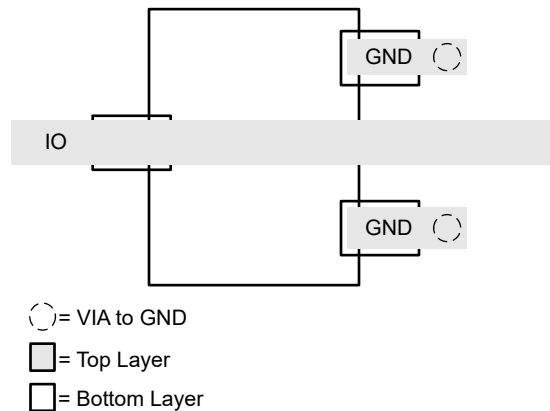 GND
IO
GND
= VIA to GND
= Top Layer
= Bottom Layer